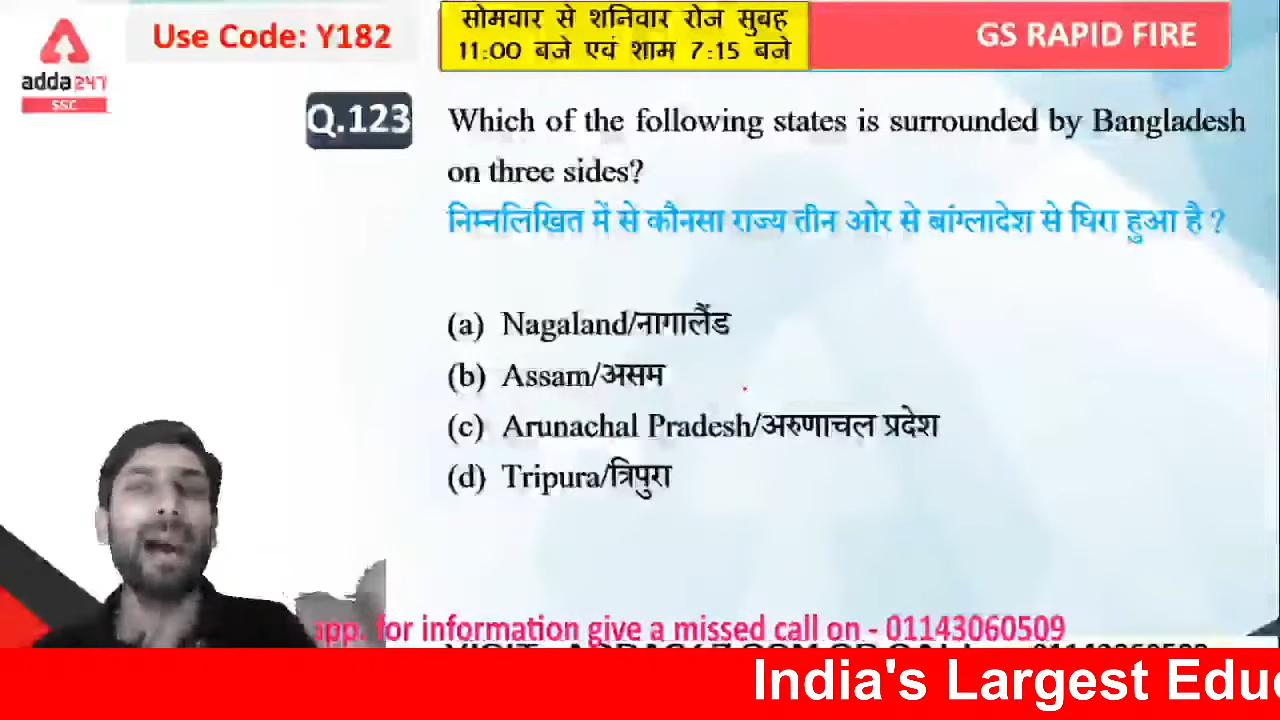 Use Code: Y182
सोमवार से शनिवार रोज सुबह
11:00 बजे एवं शाम 7:15 बजे
GS RAPID FIRE
adda247
SSC
Q.123
Which of the following states is surrounded by Bangladesh
on three sides?
निम्नलिखित में से कौनसा राज्य तीन ओर से बांग्लादेश से घिरा हुआ है ?
(a) Nagaland/नागालैंड
(b) Assam/असम
(c) Arunachal Pradesh/अरुणाचल प्रदेश
(d) Tripura/त्रिपुरा
app. for information give a missed call on - 01143060509
India's Largest Educ